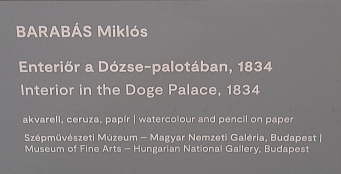 BARABÁS Miklós
Enteriőr a Dózse-palotában, 1834
Interior in the Doge Palace, 1834
akvarell, ceruza, papír | watercolour and pencil on paper
Szépművészeti Múzeum – Magyar Nemzeti Galéria, Budapest |
Museum of Fine Arts – Hungarian National Gallery, Budapest